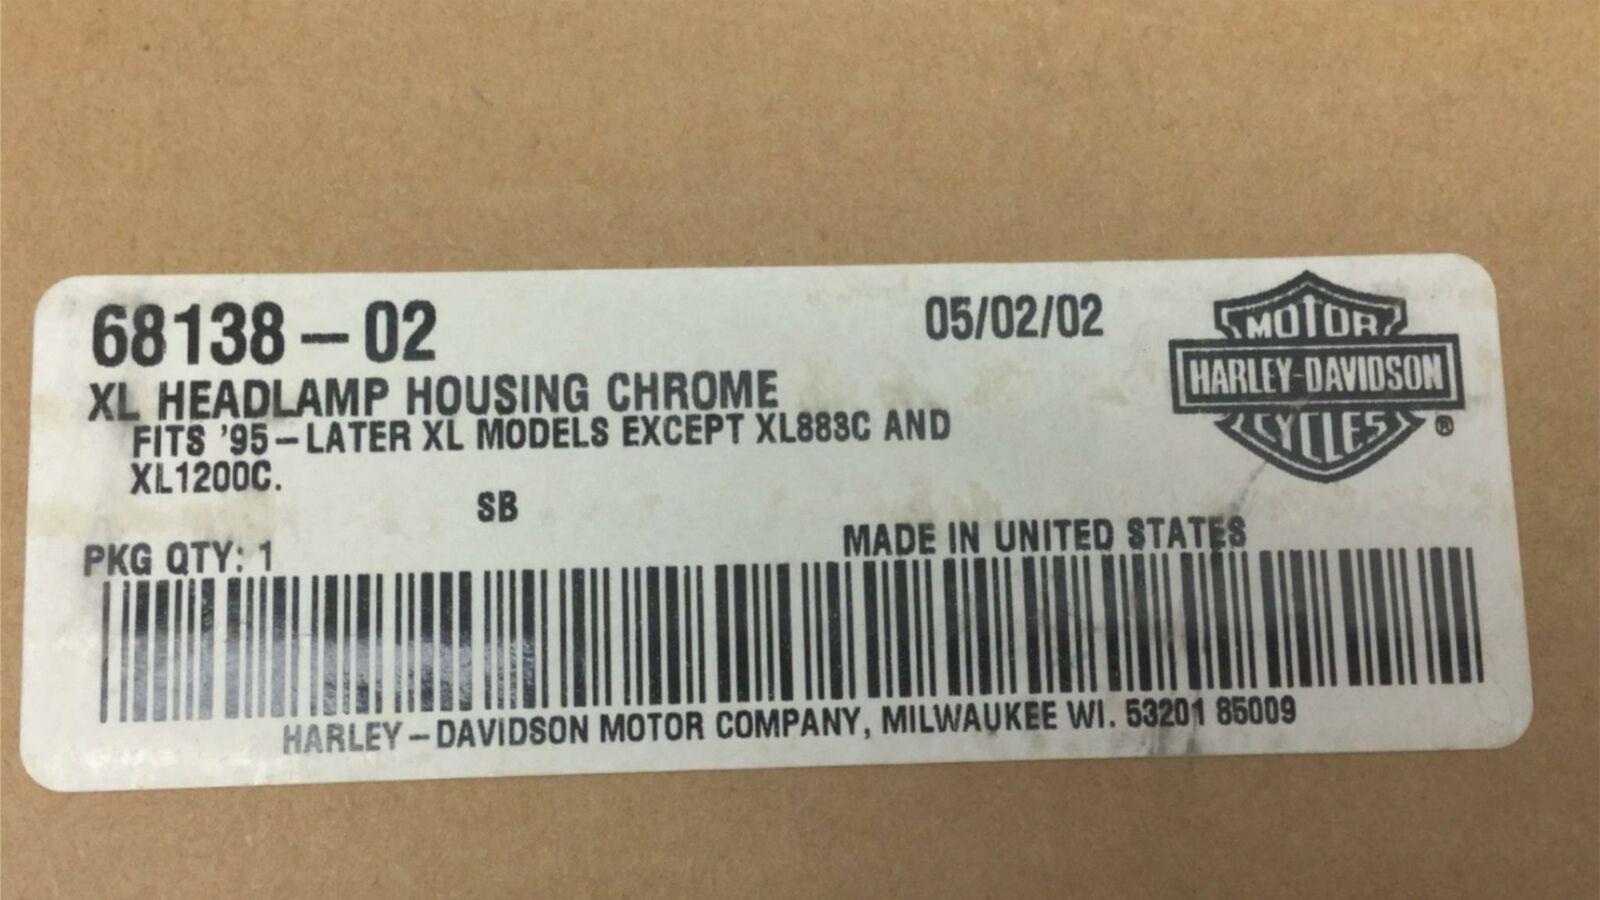 68138-02
05/02/02
MOTOR
HARLEY-DAVIDSON
CYCLES
®
XL HEADLAMP HOUSING CHROME
FITS '95-LATER XL MODELS EXCEPT XL883C AND
XL1200C.
SB
PKG QTY: 1
MADE IN UNITED STATES
HARLEY-DAVIDSON MOTOR COMPANY, MILWAUKEE WI. 53201 85009